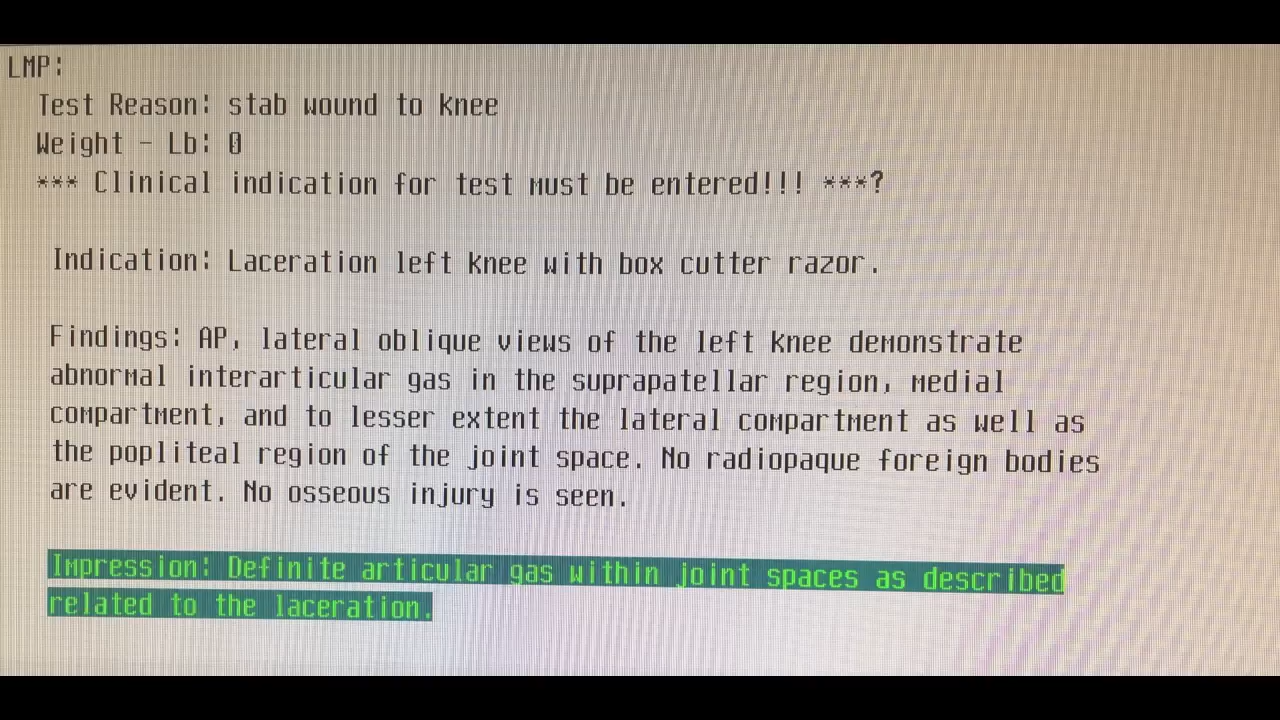 LMP:
Test Reason: stab wound to knee
Weight - Lb: 0
*** Clinical indication for test must be entered!!! ***?
Indication: Laceration left knee with box cutter razor.
Findings: AP, lateral oblique views of the left knee demonstrate
abnormal interarticular gas in the suprapatellar region, medial
compartment, and to lesser extent the lateral compartment as well as
the popliteal region of the joint space. No radiopaque foreign bodies
are evident. No osseous injury is seen.
Impression: Definite articular gas within joint spaces as described
related to the laceration.